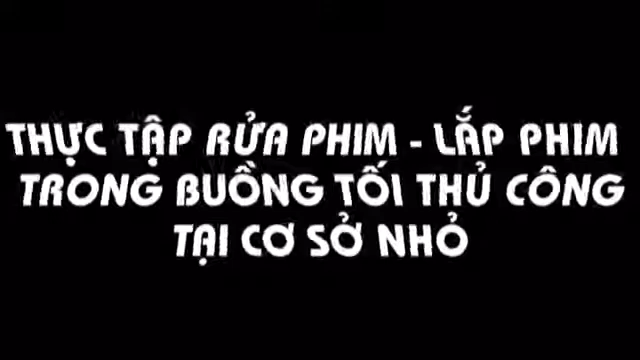 THỰC TẬP RỬA PHIM - LẮP PHIM
TRONG BUỒNG TỐI THỦ CÔNG
TẠI CƠ SỞ NHỎ